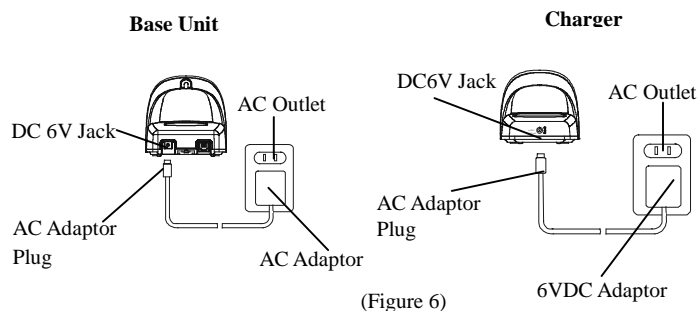 Base Unit
DC 6V Jack
AC Outlet
AC Adaptor
Plug
AC Adaptor
Charger
DC6V Jack
AC Outlet
AC Adaptor
Plug
6VDC Adaptor
(Figure 6)